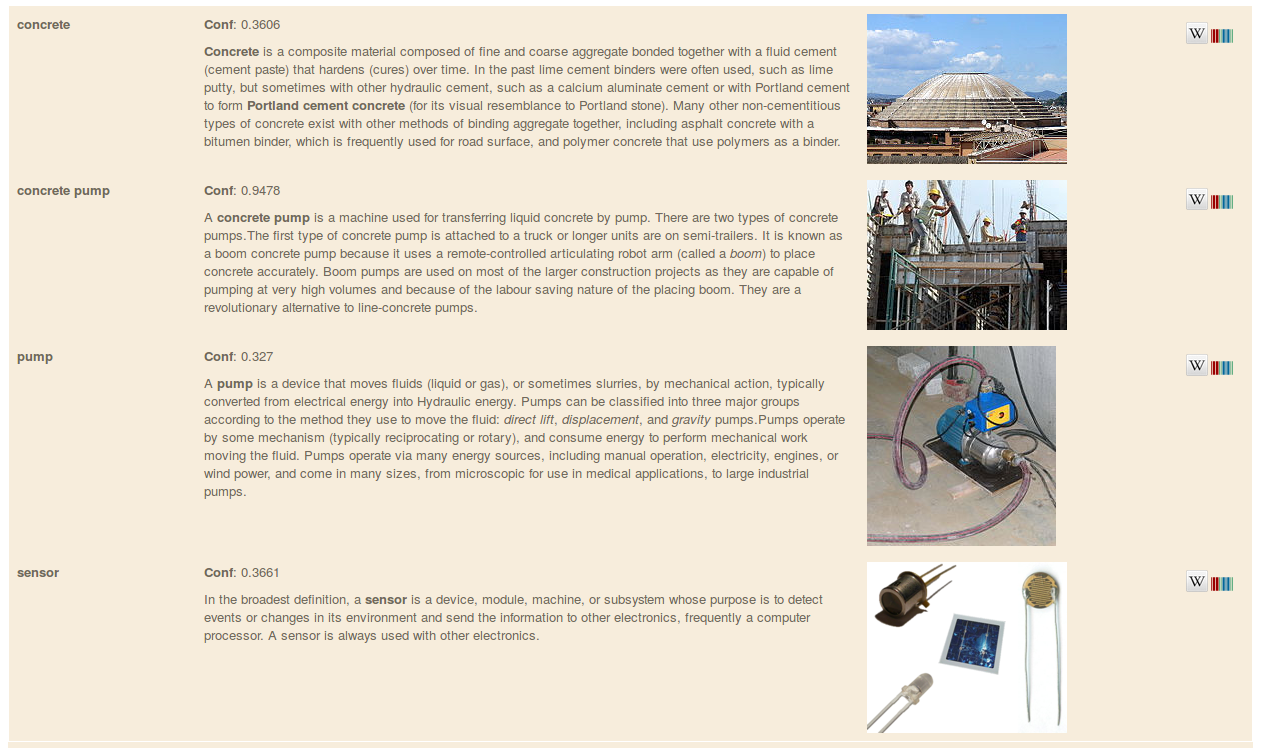 concrete
Conf: 0.3606
Concrete is a composite material composed of fine and coarse aggregate bonded together with a fluid cement
(cement paste) that hardens (cures) over time. In the past lime cement binders were often used, such as lime
putty, but sometimes with other hydraulic cement, such as a calcium aluminate cement or with Portland cement
to form Portland cement concrete (for its visual resemblance to Portland stone). Many other non-cementitious
types of concrete exist with other methods of binding aggregate together, including asphalt concrete with a
bitumen binder, which is frequently used for road surface, and polymer concrete that use polymers as a binder.
W
concrete pump
Conf: 0.9478
A concrete pump is a machine used for transferring liquid concrete by pump. There are two types of concrete
pumps.The first type of concrete pump is attached to a truck or longer units are on semi-trailers. It is known as
a boom concrete pump because it uses a remote-controlled articulating robot arm (called a boom) to place
concrete accurately. Boom pumps are used on most of the larger construction projects as they are capable of
pumping at very high volumes and because of the labour saving nature of the placing boom. They are a
revolutionary alternative to line-concrete pumps.
W
pump
Conf: 0.327
A pump is a device that moves fluids (liquid or gas), or sometimes slurries, by mechanical action, typically
converted from electrical energy into Hydraulic energy. Pumps can be classified into three major groups
according to the method they use to move the fluid: direct lift, displacement, and gravity pumps.Pumps operate
by some mechanism (typically reciprocating or rotary), and consume energy to perform mechanical work
moving the fluid. Pumps operate via many energy sources, including manual operation, electricity, engines, or
wind power, and come in many sizes, from microscopic for use in medical applications, to large industrial
pumps.
W
sensor
Conf: 0.3661
In the broadest definition, a sensor is a device, module, machine, or subsystem whose purpose is to detect
events or changes in its environment and send the information to other electronics, frequently a computer
processor. A sensor is always used with other electronics.
W